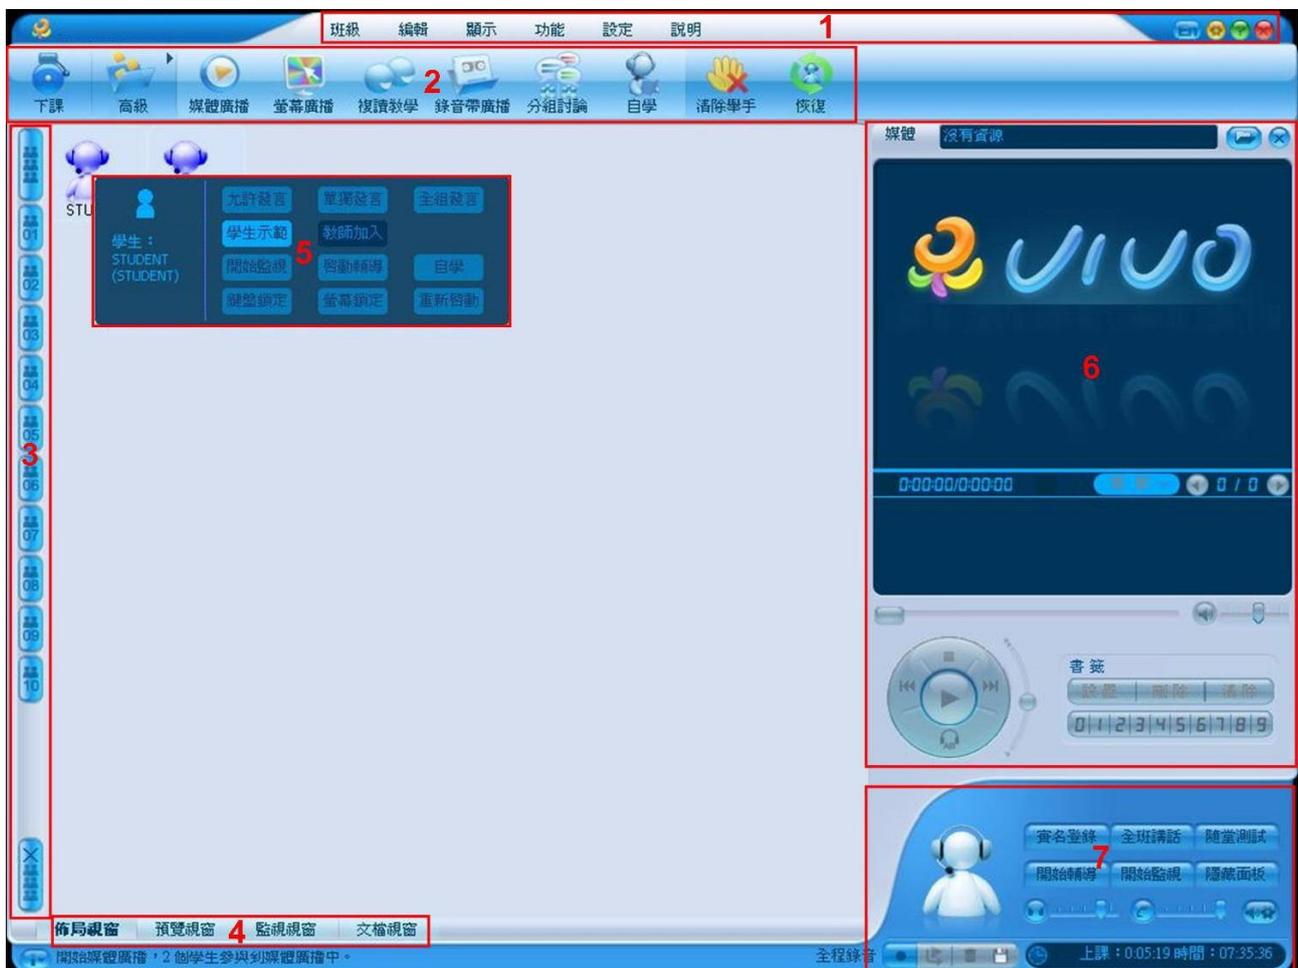 班級 編輯 顯示 功能 設定 說明 1 En
下課 高級 媒體廣播 螢幕廣播 複讀教學 2 錄音帶廣播 分組討論 自學 清除舉手 恢復
媒體 沒有資源
STU
學生：
STUDENT
(STUDENT)
允許發言 單獨發言 全組發言
學生示範 教師加入
5
開始監視 啓動輔導 自學
鍵盤鎖定 螢幕鎖定 重新啓動
01
02
03
04
05
3
06
07
08
09
10
vivo
6
0:00:00/0:00:00 0 / 0
書籤
設置 刪除 清除
0 1 2 3 4 5 6 7 8 9
AB
實名登錄 全班講話 隨堂測試
7
開始輔導 開始監視 隱藏面板
佈局視窗 預覽視窗 4 監視視窗 文檔視窗
開始媒體廣播，2 個學生參與到媒體廣播中。 全程錄音 上課：0:05:19 時間：07:35:36